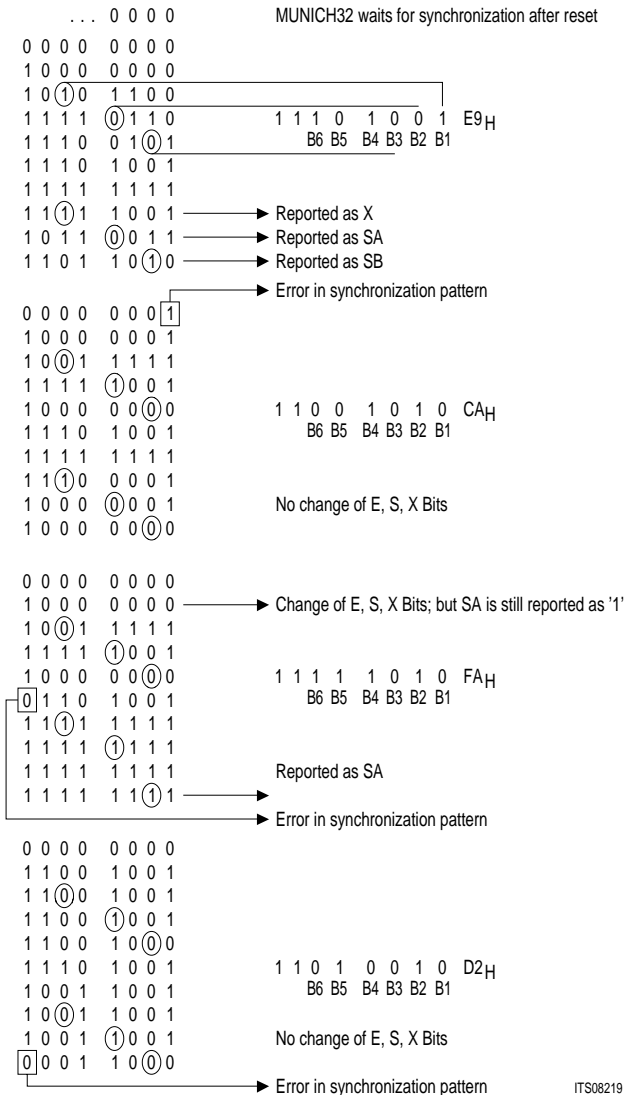 ... 0 0 0 0 MUNICH32 waits for synchronization after reset
0 0 0 0 0 0 0 0
1 0 0 0 0 0 0 0
1 0 1 0 1 1 0 0
1 1 1 1 0 1 1 0 1 1 1 0 1 0 0 1 E9H
1 1 1 0 0 1 0 1 B6 B5 B4 B3 B2 B1
1 1 1 0 1 0 0 1
1 1 1 1 1 1 1 1
1 1 1 1 1 0 0 1 Reported as X
1 0 1 1 0 0 1 1 Reported as SA
1 1 0 1 1 0 1 0 Reported as SB
Error in synchronization pattern
0 0 0 0 0 0 0 1
1 0 0 0 0 0 0 1
1 0 0 1 1 1 1 1
1 1 1 1 1 0 0 1
1 0 0 0 0 0 0 0 1 1 0 0 1 0 1 0 CAH
1 1 1 0 1 0 0 1 B6 B5 B4 B3 B2 B1
1 1 1 1 1 1 1 1
1 1 0 0 0 0 0 1
1 0 0 0 0 0 0 1 No change of E, S, X Bits
1 0 0 0 0 0 0 0
0 0 0 0 0 0 0 0
1 0 0 0 0 0 0 0 Change of E, S, X Bits; but SA is still reported as '1'
1 0 0 1 1 1 1 1
1 1 1 1 1 0 0 1
1 0 0 0 0 0 0 0 1 1 1 1 1 0 1 0 FAH
0 1 1 0 1 0 0 1 B6 B5 B4 B3 B2 B1
1 1 1 1 1 1 1 1
1 1 1 1 1 1 1 1
1 1 1 1 1 1 1 1 Reported as SA
1 1 1 1 1 1 1 1
Error in synchronization pattern
0 0 0 0 0 0 0 0
1 1 0 0 1 0 0 1
1 1 0 0 1 0 0 1
1 1 0 0 1 0 0 1
1 1 0 0 1 0 0 0
1 1 1 0 1 0 0 1 1 1 0 1 0 0 1 0 D2H
1 0 0 1 1 0 0 1 B6 B5 B4 B3 B2 B1
1 0 0 1 1 0 0 1
1 0 0 1 1 0 0 1 No change of E, S, X Bits
0 0 0 1 1 0 0 0
Error in synchronization pattern ITS08219